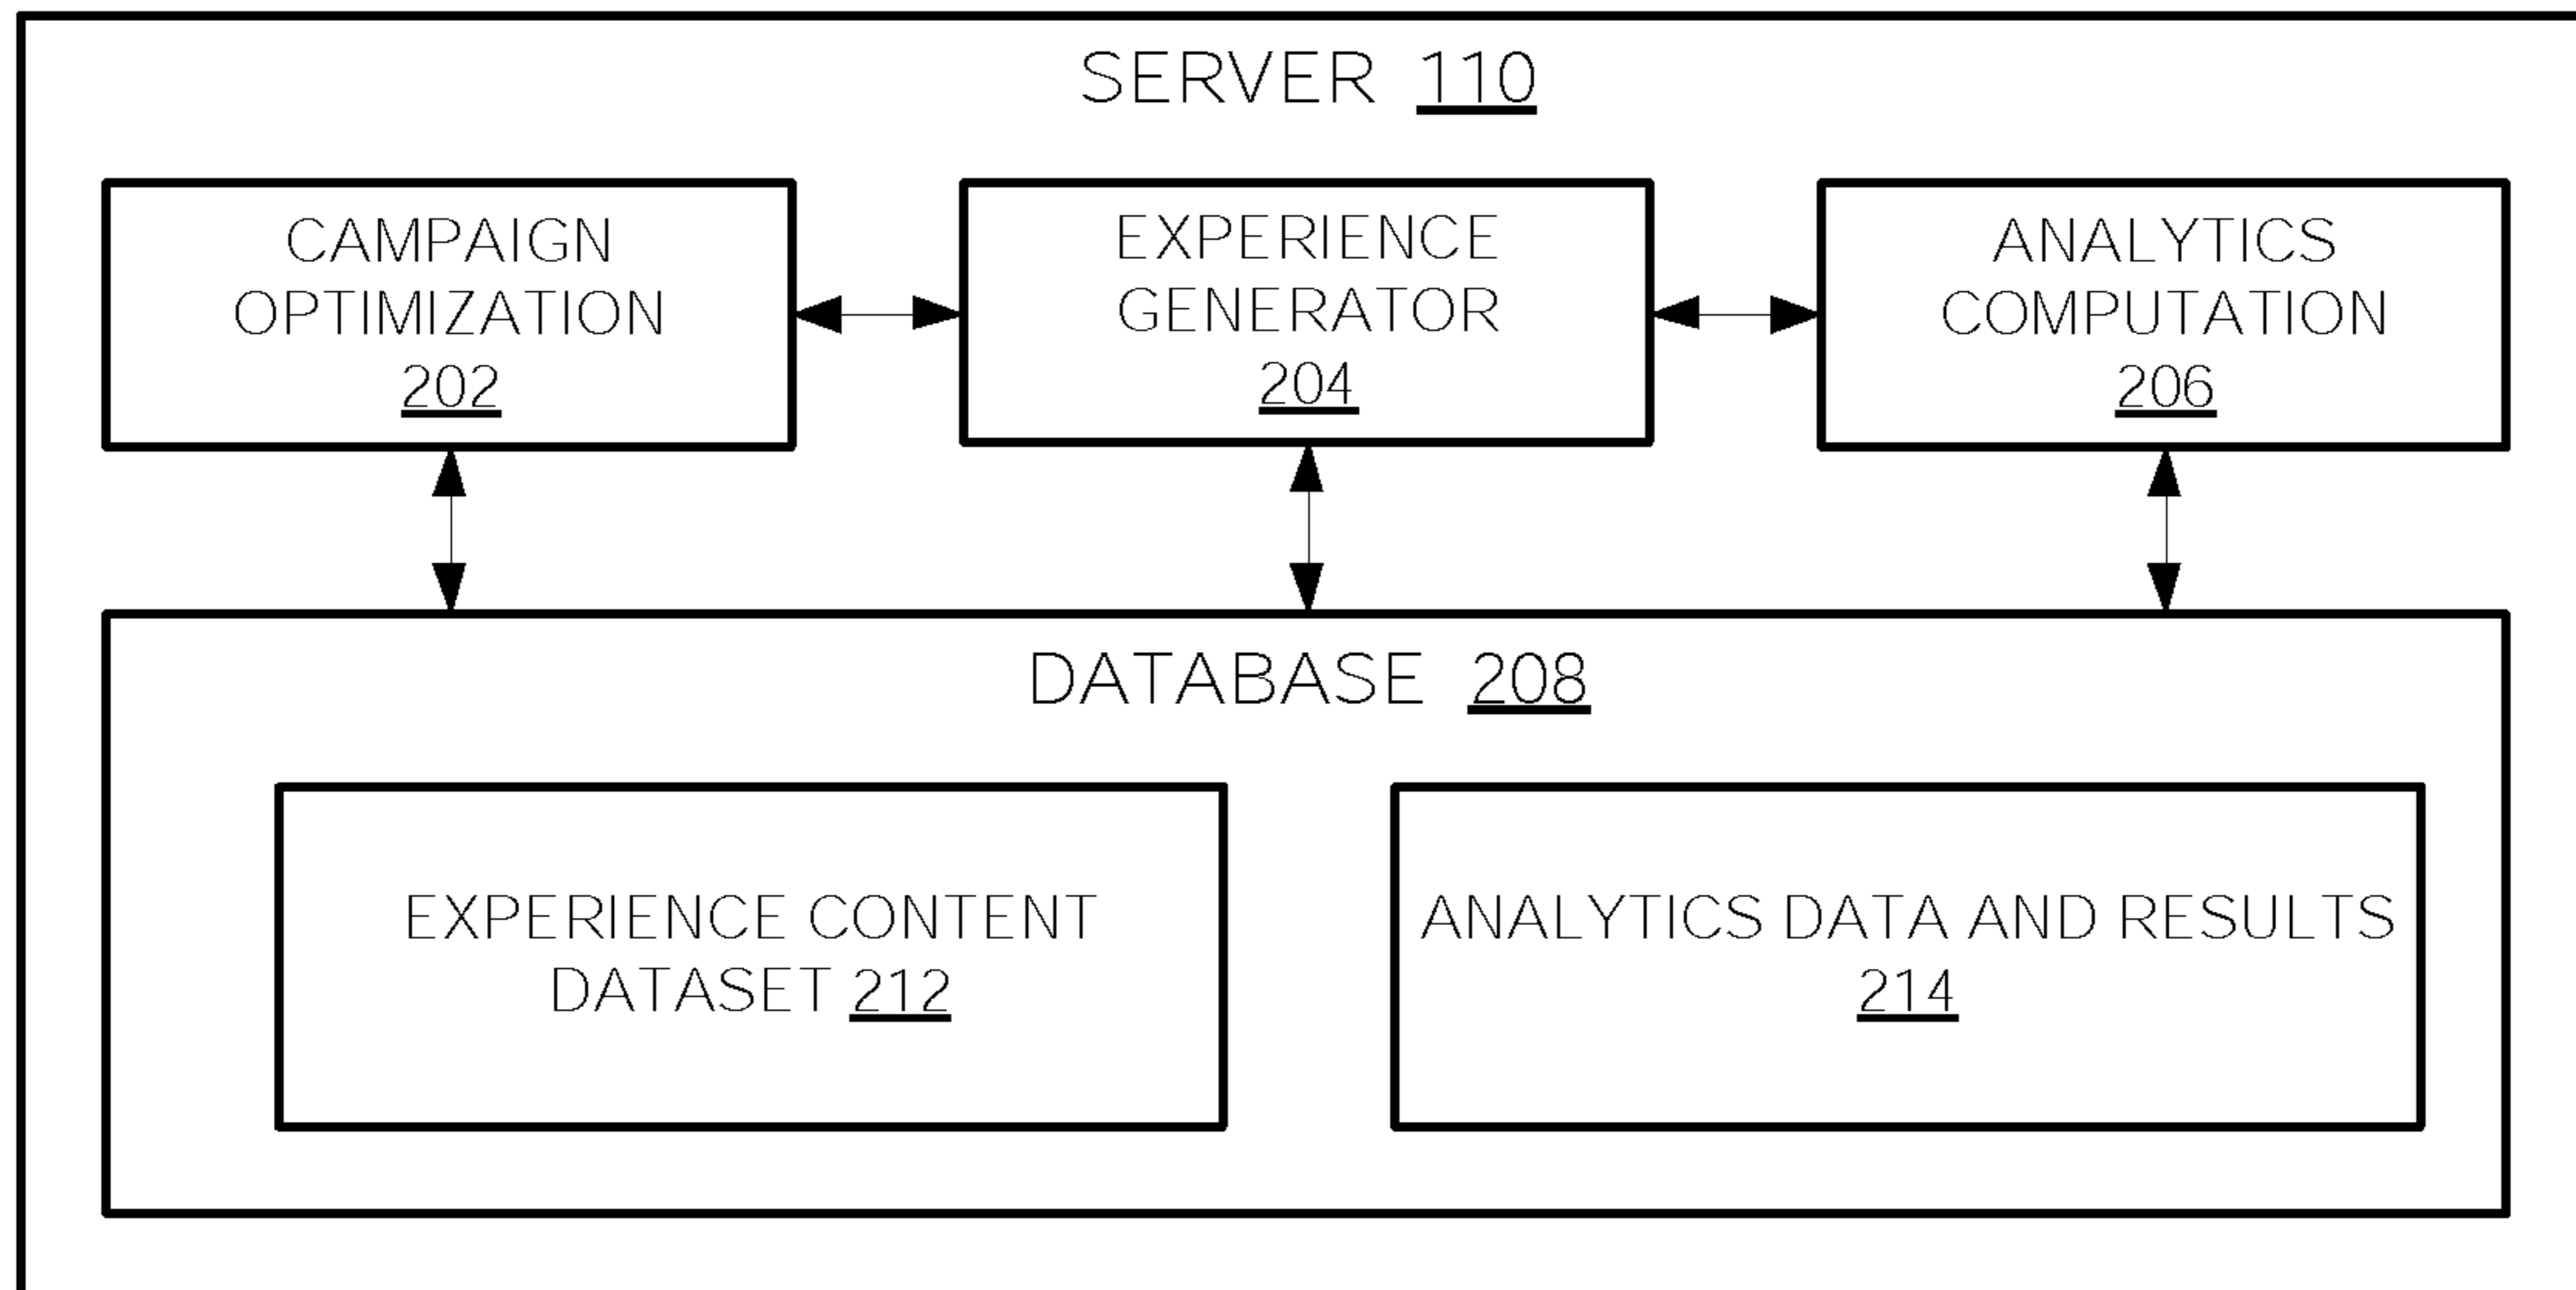 SERVER 110
CAMPAIGN
OPTIMIZATION
202
EXPERIENCE
GENERATOR
204
ANALYTICS
COMPUTATION
206
DATABASE 208
EXPERIENCE CONTENT
DATASET 212
ANALYTICS DATA AND RESULTS
214